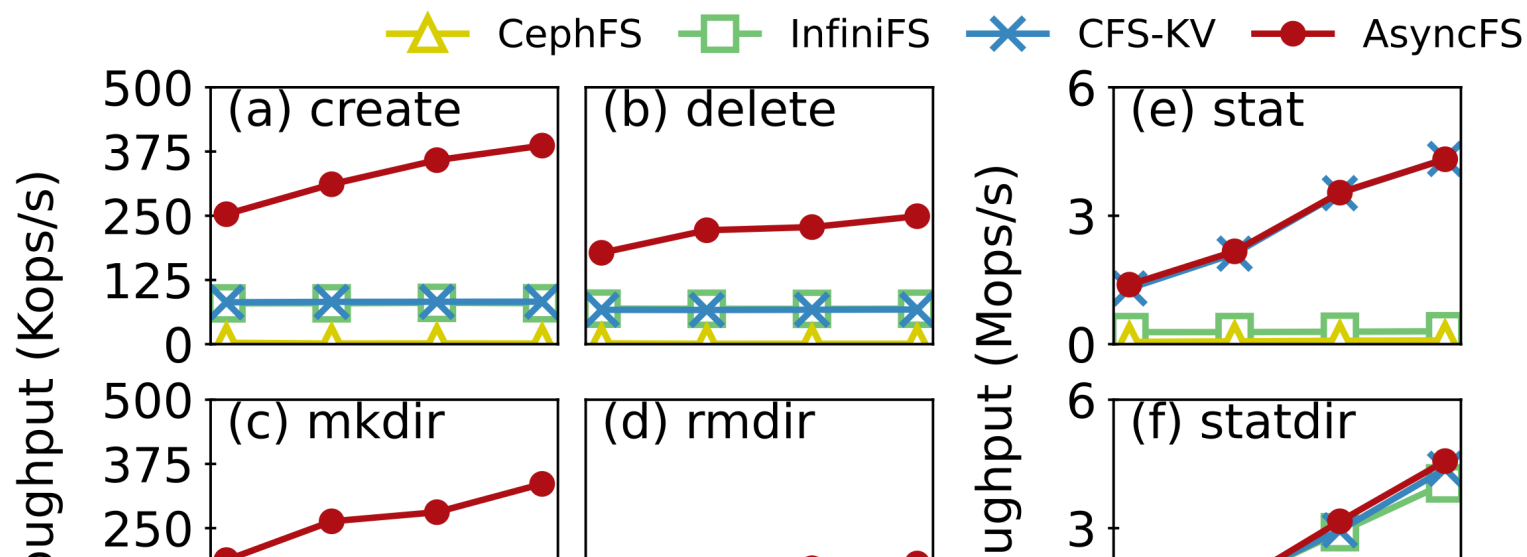 CephFS InfiniFS CFS-KV AsyncFS
500 (a) create (b) delete 6 (e) stat
375
250 3
125
0 0
500 (c) mkdir (d) rmdir 6 (f) statdir
375
250 3
(Kops/s)
(Mops/s)